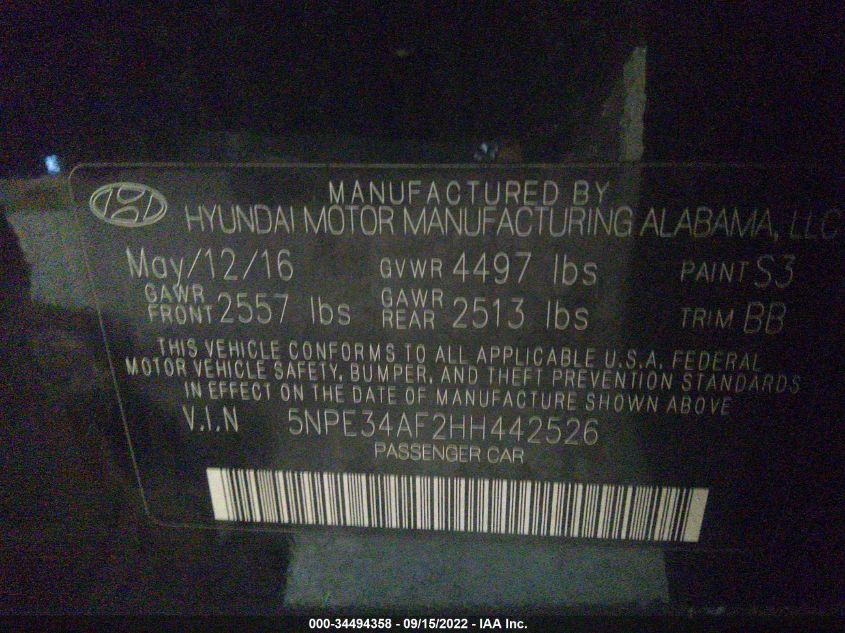 MANUFACTURED BY
HYUNDAI MOTOR MANUFACTURING ALABAMA, LLC
May/12/16 GVWR 4497 lbs PAINT S3
GAWR FRONT 2557 lbs GAWR REAR 2513 lbs TRIM BB
THIS VEHICLE CONFORMS TO ALL APPLICABLE U.S.A. FEDERAL
MOTOR VEHICLE SAFETY, BUMPER, AND THEFT PREVENTION STANDARDS
IN EFFECT ON THE DATE OF MANUFACTURE SHOWN ABOVE
V.I.N 5NPE34AF2HH442526
PASSENGER CAR
000-34494358 - 09/15/2022 - IAA Inc.